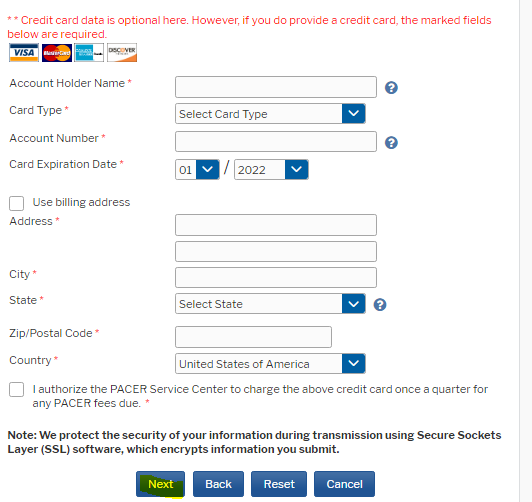 ** Credit card data is optional here. However, if you do provide a credit card, the marked fields
below are required.
VISA MasterCard DISCOVER
Account Holder Name *
Card Type * Select Card Type
Account Number *
Card Expiration Date * 01 / 2022
Use billing address
Address *
City *
State * Select State
Zip/Postal Code *
Country * United States of America
I authorize the PACER Service Center to charge the above credit card once a quarter for
any PACER fees due. *
Note: We protect the security of your information during transmission using Secure Sockets
Layer (SSL) software, which encrypts information you submit.
Next Back Reset Cancel